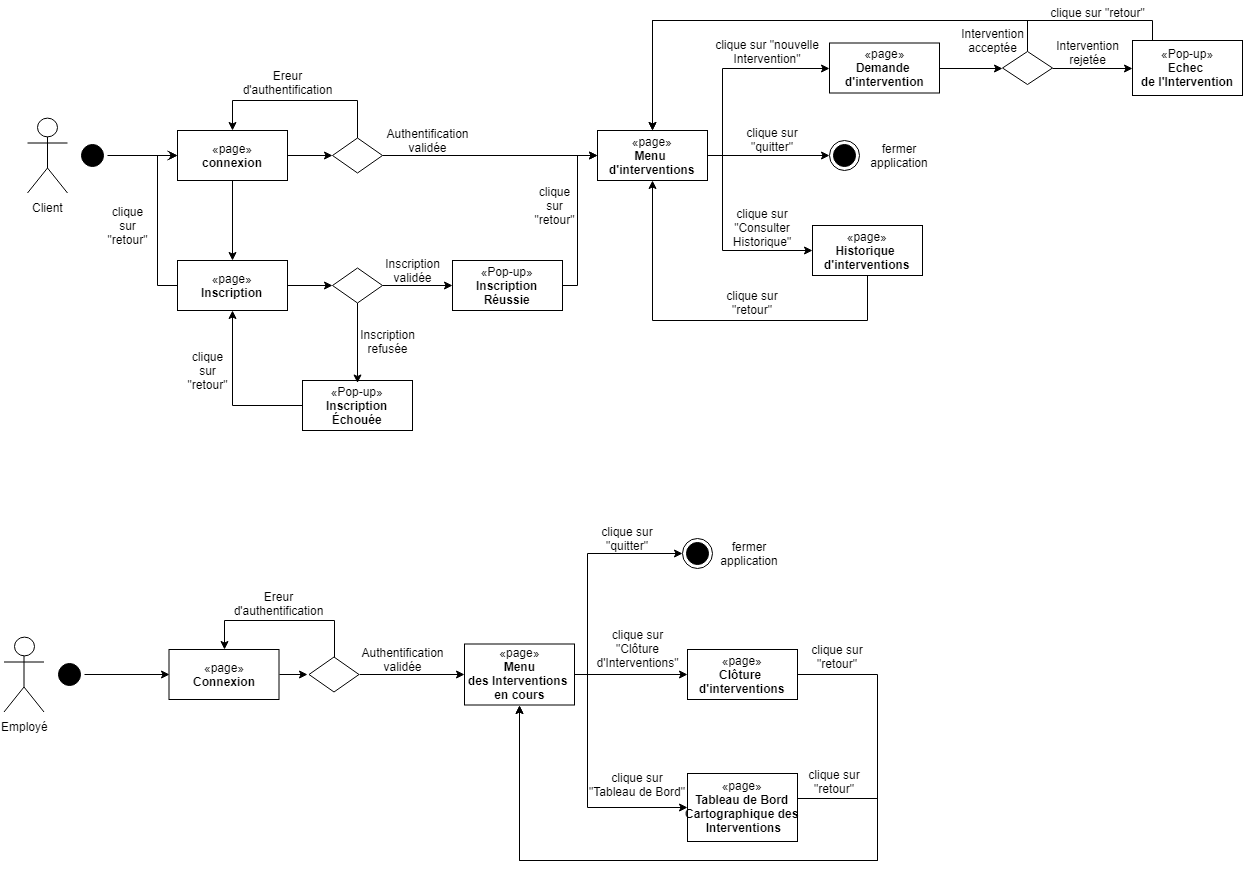 clique sur "retour"
Intervention
acceptée
Intervention
rejetée
clique sur "nouvelle
Intervention"
«page»
Demande
d'intervention
«Pop-up»
Echec
de l'Intervention
Ereur
d'authentification
Authentification
validée
«page»
connexion
«page»
Menu
d'interventions
clique sur
"quitter"
fermer
application
Client
clique
sur
"retour"
clique
sur
"retour"
clique sur
"Consulter
Historique"
«page»
Historique
d'interventions
«page»
Inscription
Inscription
validée
«Pop-up»
Inscription
Réussie
clique sur
"retour"
Inscription
refusée
clique
sur
"retour"
«Pop-up»
Inscription
Échouée
clique sur
"quitter"
fermer
application
Ereur
d'authentification
Authentification
validée
«page»
Connexion
«page»
Menu
des Interventions
en cours
clique sur
"Clôture
d'Interventions"
«page»
Clôture
d'interventions
clique sur
"retour"
Employé
clique sur
"Tableau de Bord"
«page»
Tableau de Bord
Cartographique des
Interventions
clique sur
"retour"